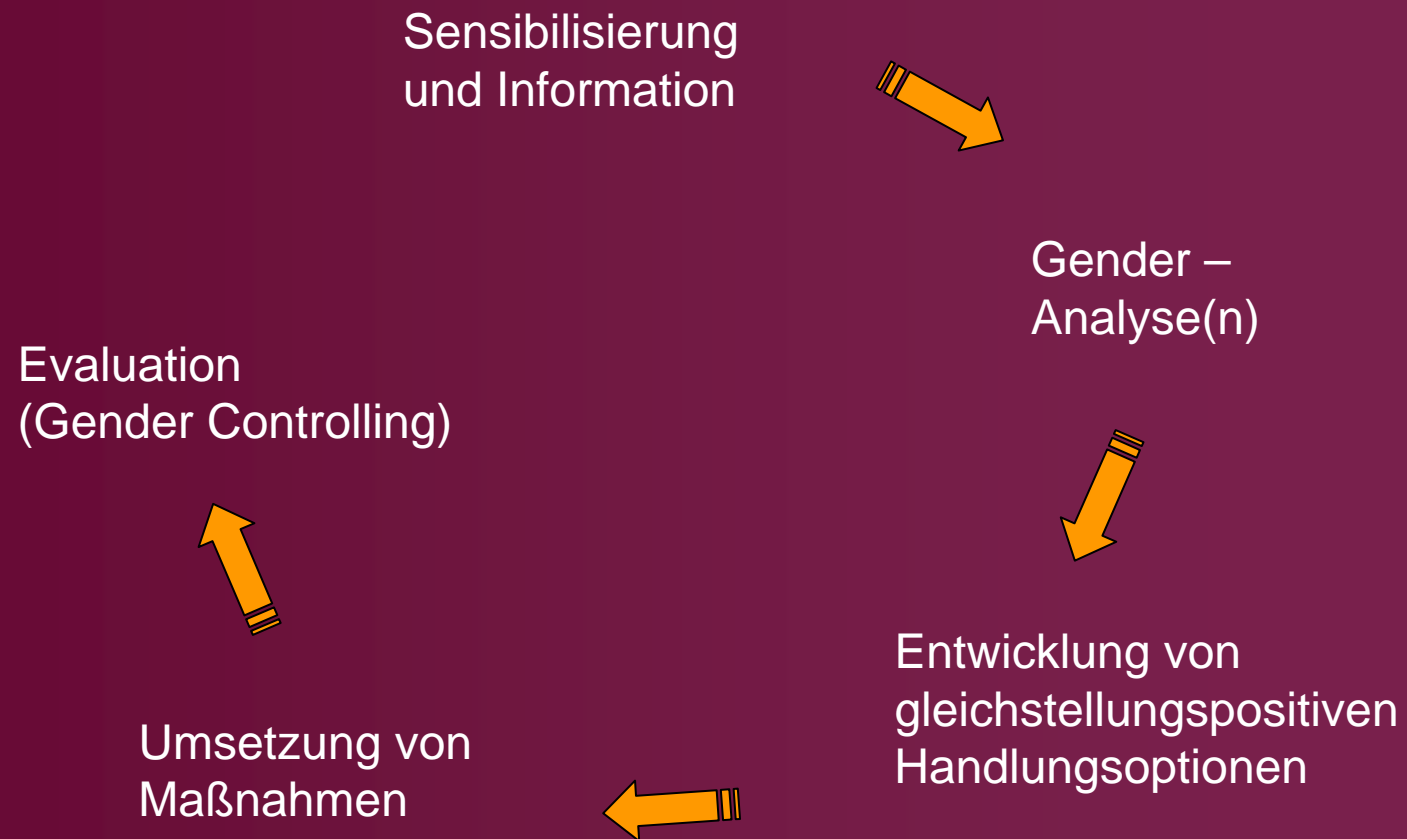 Sensibilisierung
und Information
Gender –
Analyse(n)
Entwicklung von
gleichstellungspositiven
Handlungsoptionen
Umsetzung von
Maßnahmen
Evaluation
(Gender Controlling)